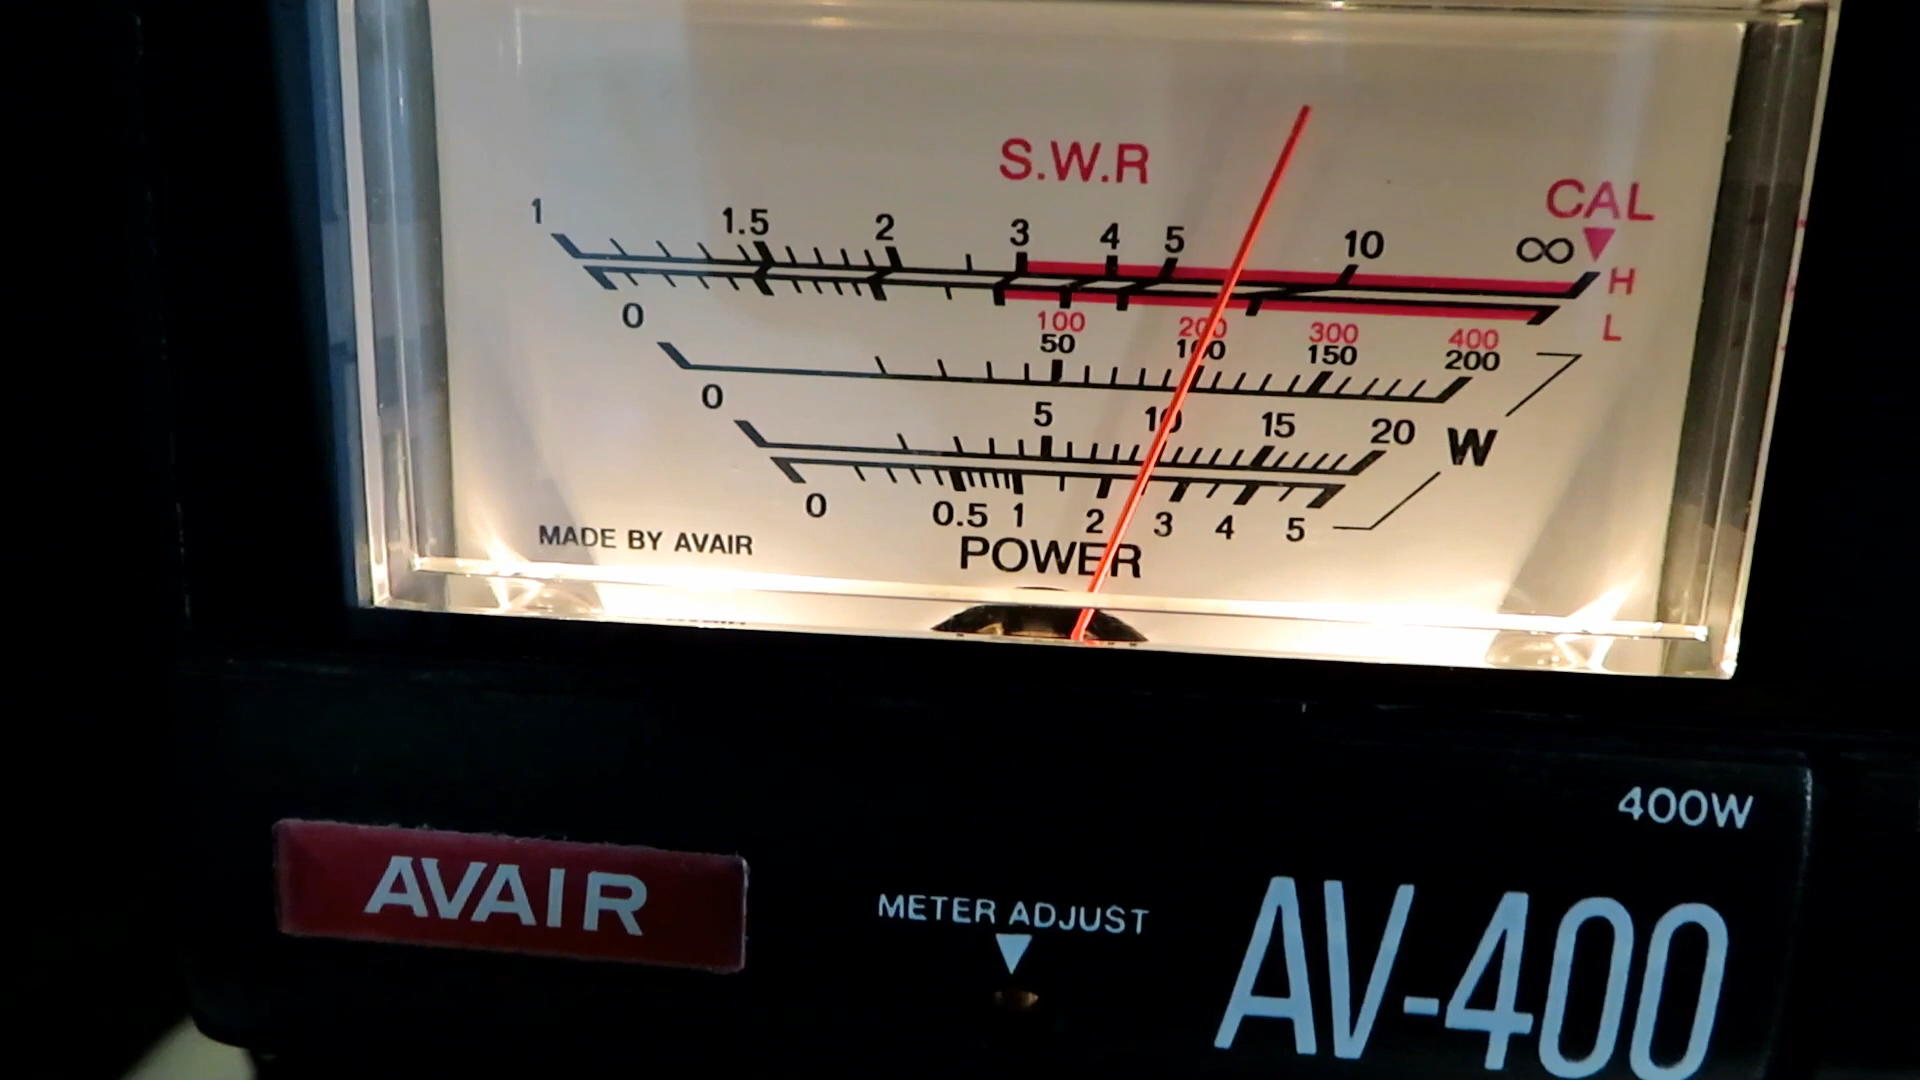 S.W.R
CAL
1 1.5 2 3 4 5 10 ∞
H
0 100 200 300 400 L
50 100 150 200
0 5 10 15 20
W
0 0.5 1 2 3 4 5
MADE BY AVAIR
POWER
400W
AVAIR
METER ADJUST
AV-400